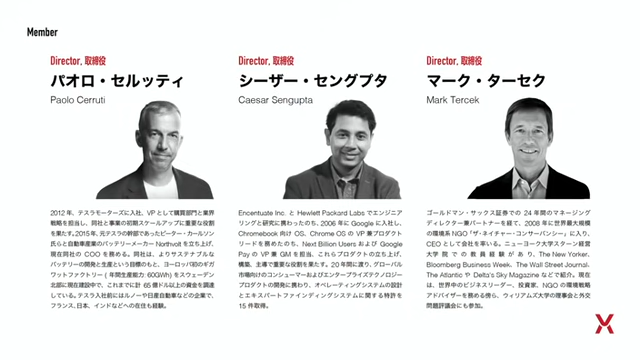 Member
Director, 取締役
パオロ・セルッティ
Paolo Cerruti
2012 年、テスラモーターズに入社、VP として購買部門と業界
戦略を担当し、同社と事業の初期スケールアップに重要な役割
を果たす。2015年、元テスラの幹部であったピーター・カールソン
氏らと自動車産業のバッテリーメーカー Northvolt を立ち上げ、
現在同社の COO を務める。同社は、よりサステナブルな
バッテリーの開発と生産という目標のもと、ヨーロッパ初のギガ
ワットファクトリー ( 年間生産能力: 60GWh) をスウェーデン
北部に現在建設中で、これまでに計 65 億ドル以上の資金を調達
している。テスラ入社前にはルノーや日産自動車などの企業で、
フランス、日本、インドなどへの在住も経験。
Director, 取締役
シーザー・セングプタ
Caesar Sengupta
Encentuate Inc. と Hewlett Packard Labs でエンジニア
リングと研究に携わったのち、2006 年に Google に入社し、
Chromebook 向け OS、Chrome OS の VP 兼プロダクト
リードを務めたのち、Next Billion Users および Google
Pay の VP 兼 GM を担当、これらプロダクトの立ち上げ、
構築、主導で重要な役割を果たす。20 年間に渡り、グローバル
市場向けのコンシューマーおよびエンタープライズテクノロジー
プロダクトの開発に携わり、オペレーティングシステムの設計
とエキスパートファインディングシステムに関する特許を
15 件取得。
Director, 取締役
マーク・ターセク
Mark Tercek
ゴールドマン・サックス証券での 24 年間のマネージング
ディレクター兼パートナーを経て、2008 年に世界最大規模
の環境系 NGO「ザ・ネイチャー・コンサーバンシー」に入り、
CEO として会社を率いる。ニューヨーク大学スターン経営
大学院での教員経験があり、The New Yorker,
Bloomberg Business Week、The Wall Street Journal、
The Atlantic や Delta's Sky Magazine などで紹介。現在
は、世界中のビジネスリーダー、投資家、NGO の環境戦略
アドバイザーを務める傍ら、ウィリアムズ大学の理事会と外交
問題評議会にも参加。